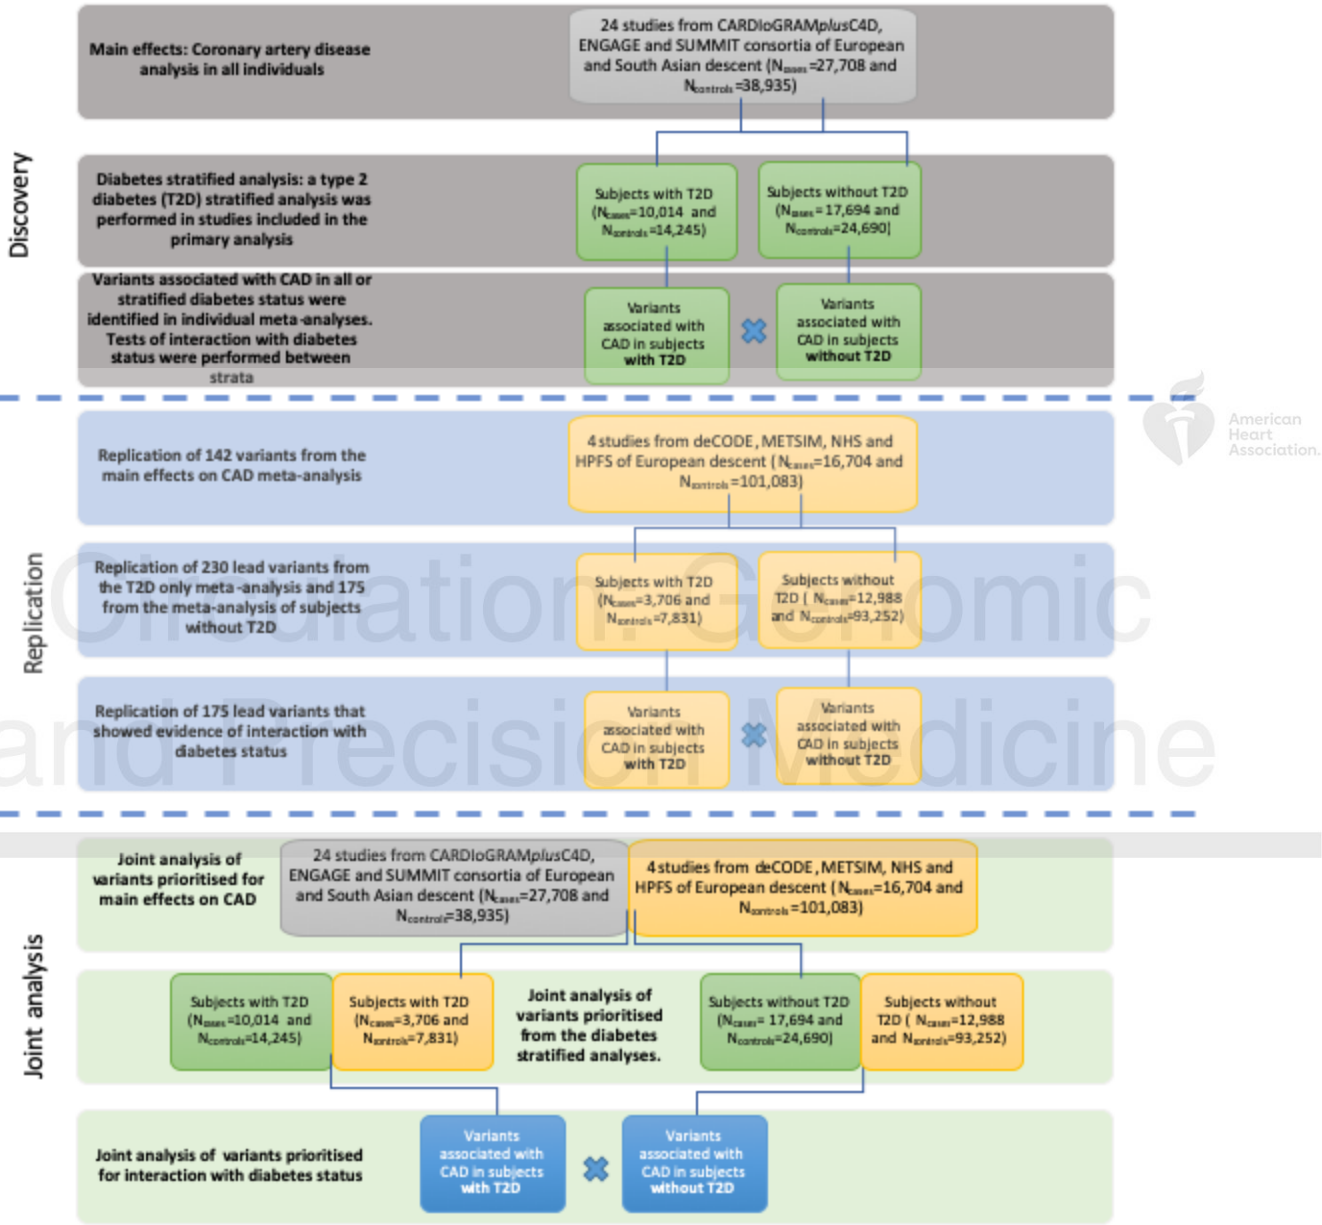 Discovery
Main effects: Coronary artery disease
analysis in all individuals
24 studies from CARDIoGRAMplusC4D,
ENGAGE and SUMMIT consortia of European
and South Asian descent (Ncases=27,708 and
Ncontrols=38,935)
Diabetes stratified analysis: a type 2
diabetes (T2D) stratified analysis was
performed in studies included in the
primary analysis
Subjects with T2D
(Ncases=10,014 and
Ncontrols=14,245)
Subjects without T2D
(Ncases= 17,694 and
Ncontrols=24,690)
Variants associated with CAD in all or
stratified diabetes status were
identified in individual meta-analyses.
Tests of interaction with diabetes
status were performed between
strata
Variants
associated with
CAD in subjects
with T2D
Variants
associated with
CAD in subjects
without T2D
American
Heart
Association.
Replication
Replication of 142 variants from the
main effects on CAD meta-analysis
4 studies from deCODE, METSIM, NHS and
HPFS of European descent ( Ncases=16,704 and
Ncontrols=101,083)
Replication of 230 lead variants from
the T2D only meta-analysis and 175
from the meta-analysis of subjects
without T2D
Subjects with T2D
(Ncases=3,706 and
Ncontrols=7,831)
Subjects without
T2D ( Ncases=12,988
and Ncontrols=93,252)
Circulation: Genomic
and Precision Medicine
Replication of 175 lead variants that
showed evidence of interaction with
diabetes status
Variants
associated with
CAD in subjects
with T2D
Variants
associated with
CAD in subjects
without T2D
Joint analysis
Joint analysis of
variants prioritised for
main effects on CAD
24 studies from CARDIoGRAMplusC4D,
ENGAGE and SUMMIT consortia of European
and South Asian descent (Ncases=27,708 and
Ncontrols=38,935)
4 studies from deCODE, METSIM, NHS and
HPFS of European descent ( Ncases=16,704 and
Ncontrols=101,083)
Subjects with T2D
(Ncases=10,014 and
Ncontrols=14,245)
Subjects with T2D
(Ncases=3,706 and
Ncontrols=7,831)
Joint analysis of
variants prioritised
from the diabetes
stratified analyses.
Subjects without T2D
(Ncases= 17,694 and
Ncontrols=24,690)
Subjects without
T2D ( Ncases=12,988
and Ncontrols=93,252)
Joint analysis of variants prioritised
for interaction with diabetes status
Variants
associated with
CAD in subjects
with T2D
Variants
associated with
CAD in subjects
without T2D